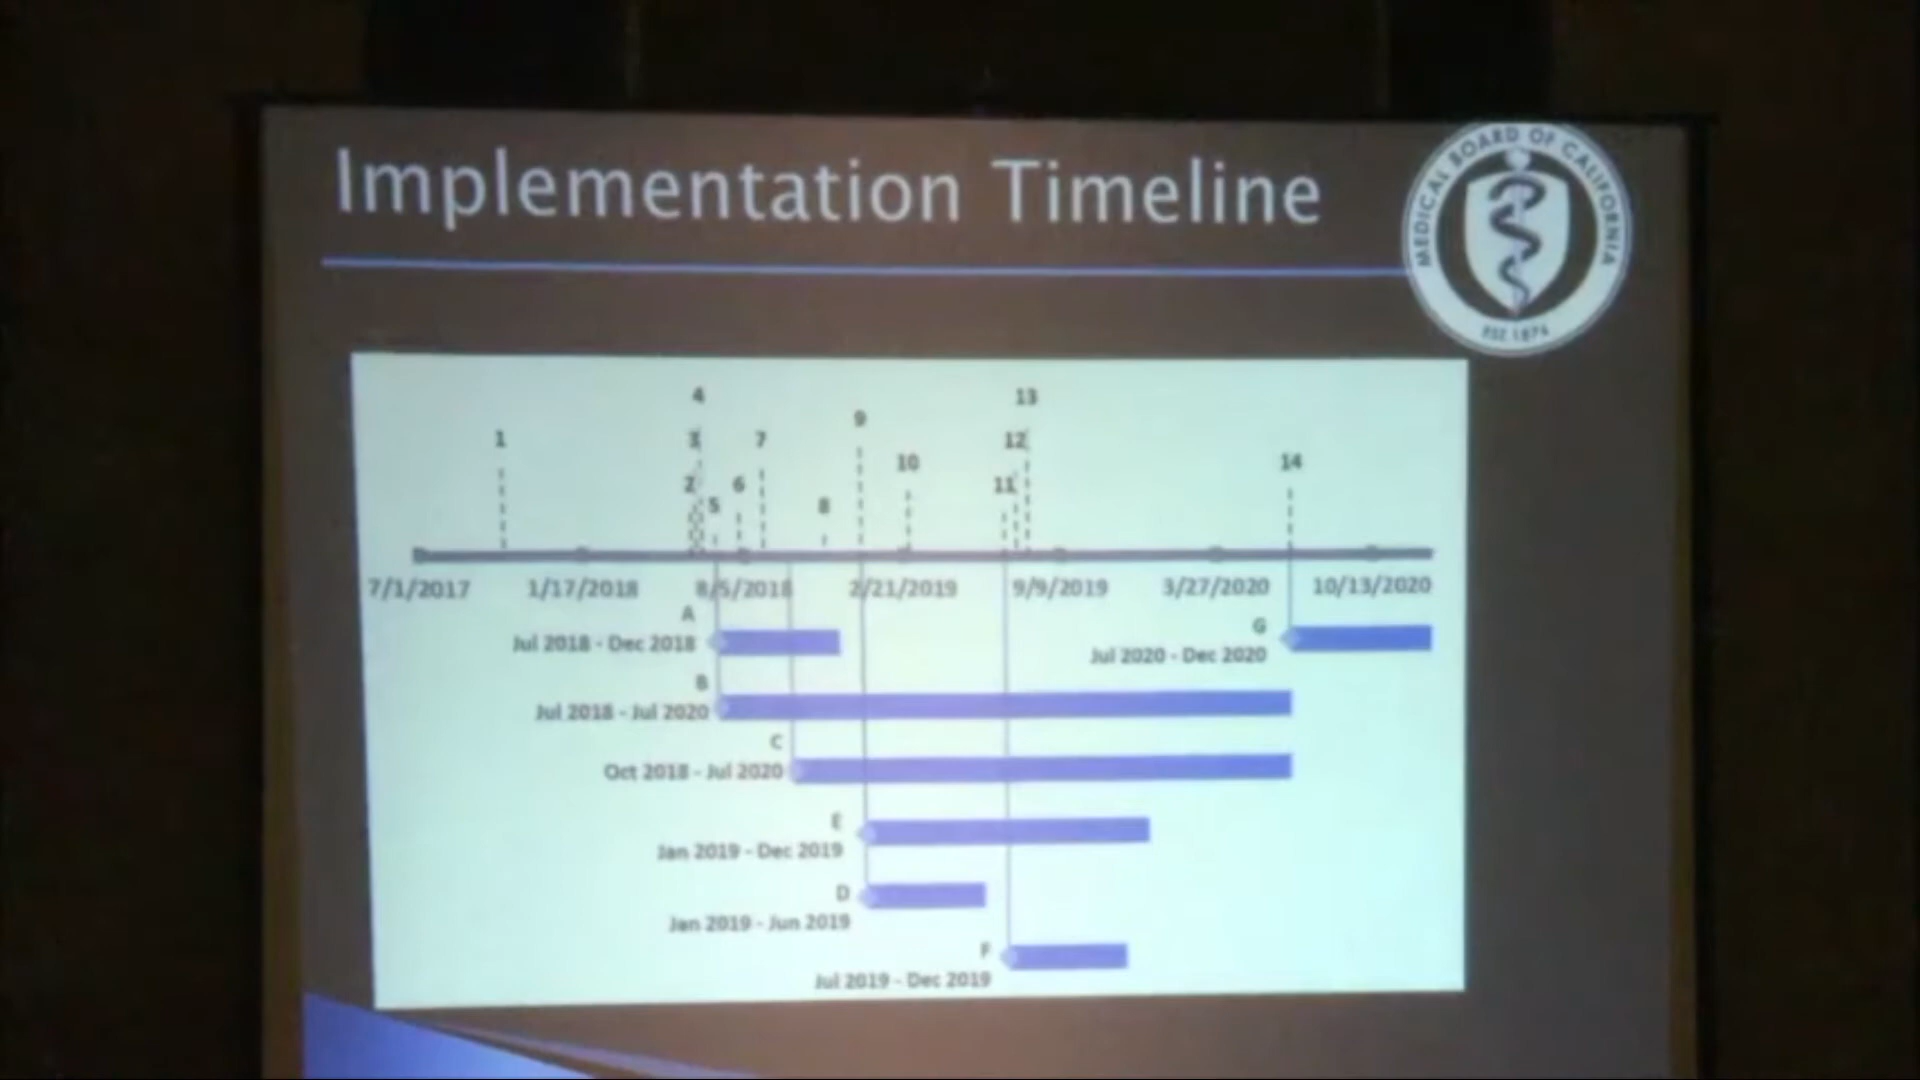 Implementation Timeline
MEDICAL BOARD OF CALIFORNIA
EST. 1876
4
13
9
1
3
7
12
10
14
2
6
11
5
8
7/1/2017
1/17/2018
8/5/2018
2/21/2019
9/9/2019
3/27/2020
10/13/2020
A
Jul 2018 - Dec 2018
G
Jul 2020 - Dec 2020
B
Jul 2018 - Jul 2020
C
Oct 2018 - Jul 2020
E
Jan 2019 - Dec 2019
D
Jan 2019 - Jun 2019
F
Jul 2019 - Dec 2019